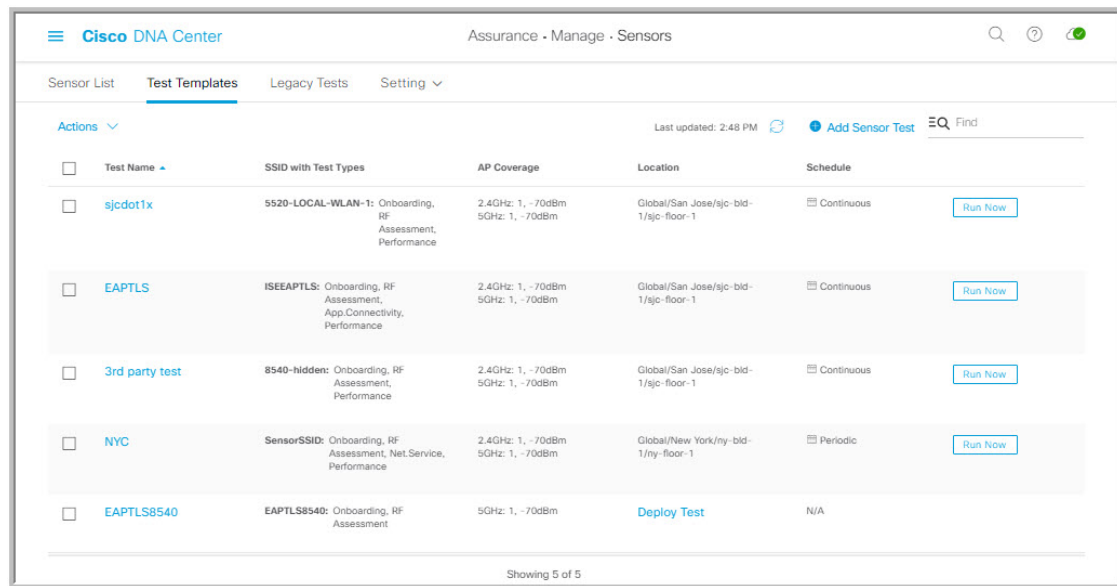 Cisco DNA Center
Assurance • Manage • Sensors
Sensor List Test Templates Legacy Tests Setting
Actions
Last updated: 2:48 PM
Add Sensor Test
Find
Test Name SSID with Test Types AP Coverage Location Schedule
sjcdot1x
5520-LOCAL-WLAN-1: Onboarding,
RF
Assessment,
Performance
2.4GHz: 1, -70dBm
5GHz: 1, -70dBm
Global/San Jose/sjc-bld-
1/sjc-floor-1
Continuous
Run Now
EAPTLS
ISEEAPTLS: Onboarding, RF
Assessment,
App.Connectivity,
Performance
2.4GHz: 1, -70dBm
5GHz: 1, -70dBm
Global/San Jose/sjc-bld-
1/sjc-floor-1
Continuous
Run Now
3rd party test
8540-hidden: Onboarding, RF
Assessment,
Performance
2.4GHz: 1, -70dBm
5GHz: 1, -70dBm
Global/San Jose/sjc-bld-
1/sjc-floor-1
Continuous
Run Now
NYC
SensorSSID: Onboarding, RF
Assessment, Net.Service,
Performance
2.4GHz: 1, -70dBm
5GHz: 1, -70dBm
Global/New York/ny-bld-
1/ny-floor-1
Periodic
Run Now
EAPTLS8540
EAPTLS8540: Onboarding, RF
Assessment
5GHz: 1, -70dBm
Deploy Test
N/A
Showing 5 of 5